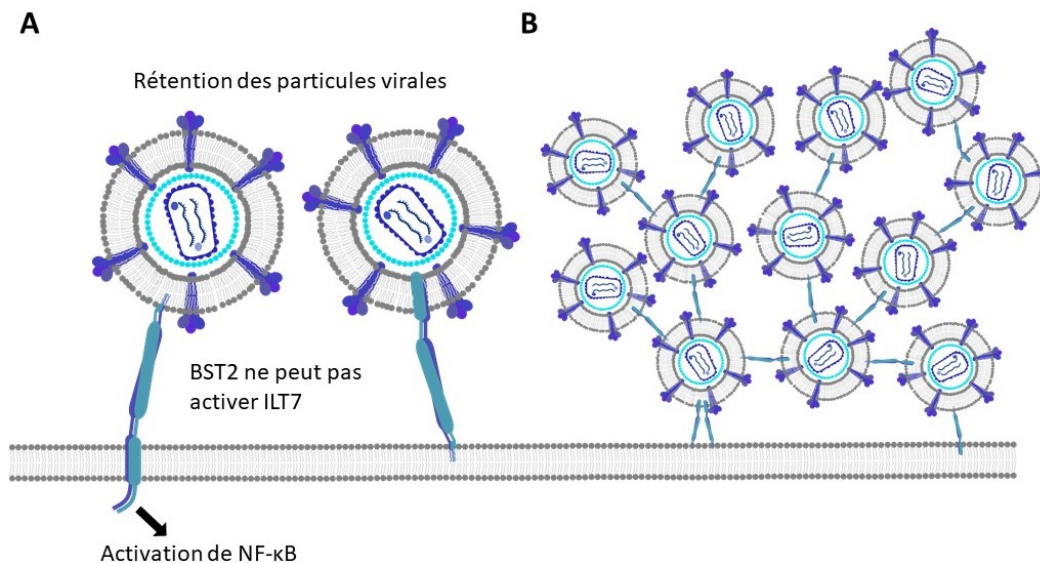 A
B
Rétention des particules virales
BST2 ne peut pas
activer ILT7
Activation de NF-κB